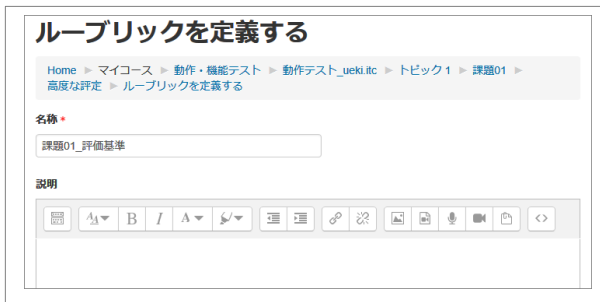 ルーブリックを定義する
Home ► マイコース ► 動作・機能テスト ► 動作テスト_ueki.itc ► トピック 1 ► 課題01 ►
高度な評定 ► ルーブリックを定義する
名称 *
課題01_評価基準
説明
B I A